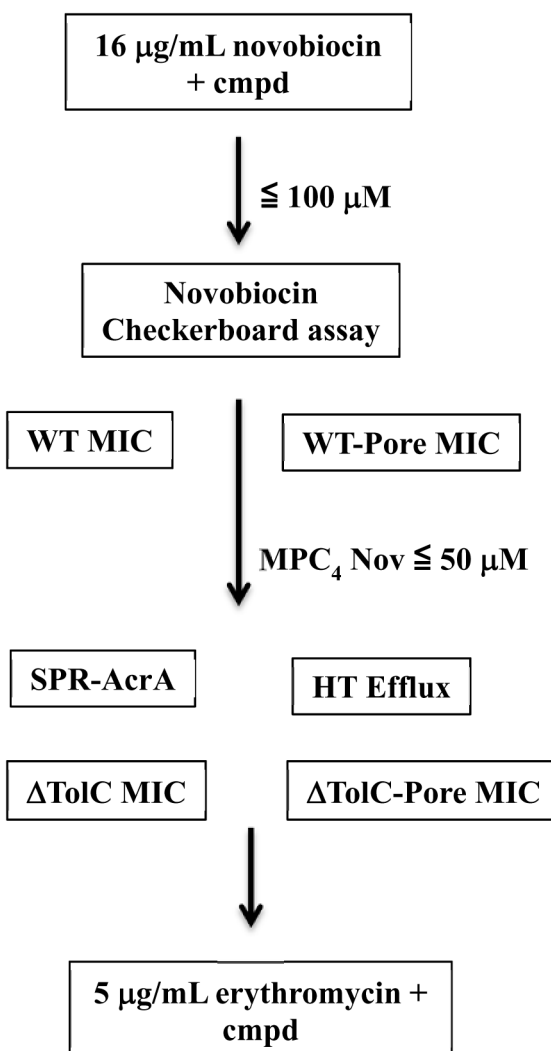 16 μg/mL novobiocin
+ cmpd
≦ 100 μM
Novobiocin
Checkerboard assay
WT MIC
WT-Pore MIC
MPC₄ Nov ≦ 50 μM
SPR-AcrA
HT Efflux
ΔTolC MIC
ΔTolC-Pore MIC
5 μg/mL erythromycin +
cmpd